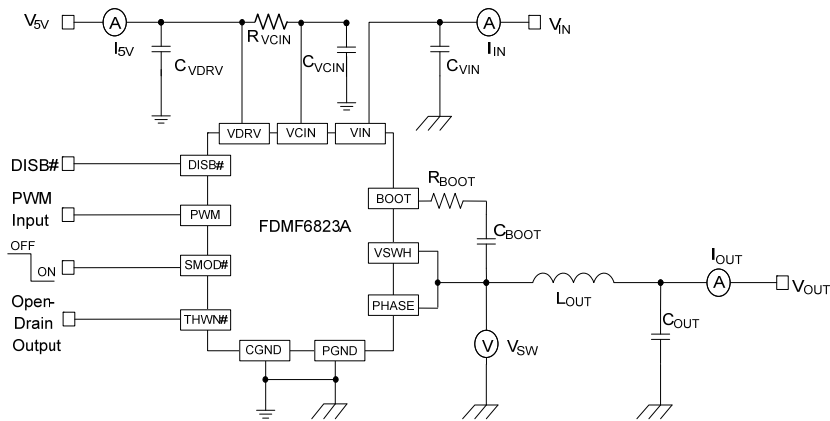 V5V
A
I5V
CVDRV
RVCIN
CVCIN
CVIN
A
IIN
VIN
VDRV
VCIN
VIN
DISB#
DISB#
PWM
Input
PWM
OFF
ON
SMOD#
Open-
Drain
Output
THWN#
FDMF6823A
BOOT
RBOOT
CBOOT
VSWH
PHASE
CGND
PGND
V
VSW
LOUT
COUT
IOUT
A
VOUT